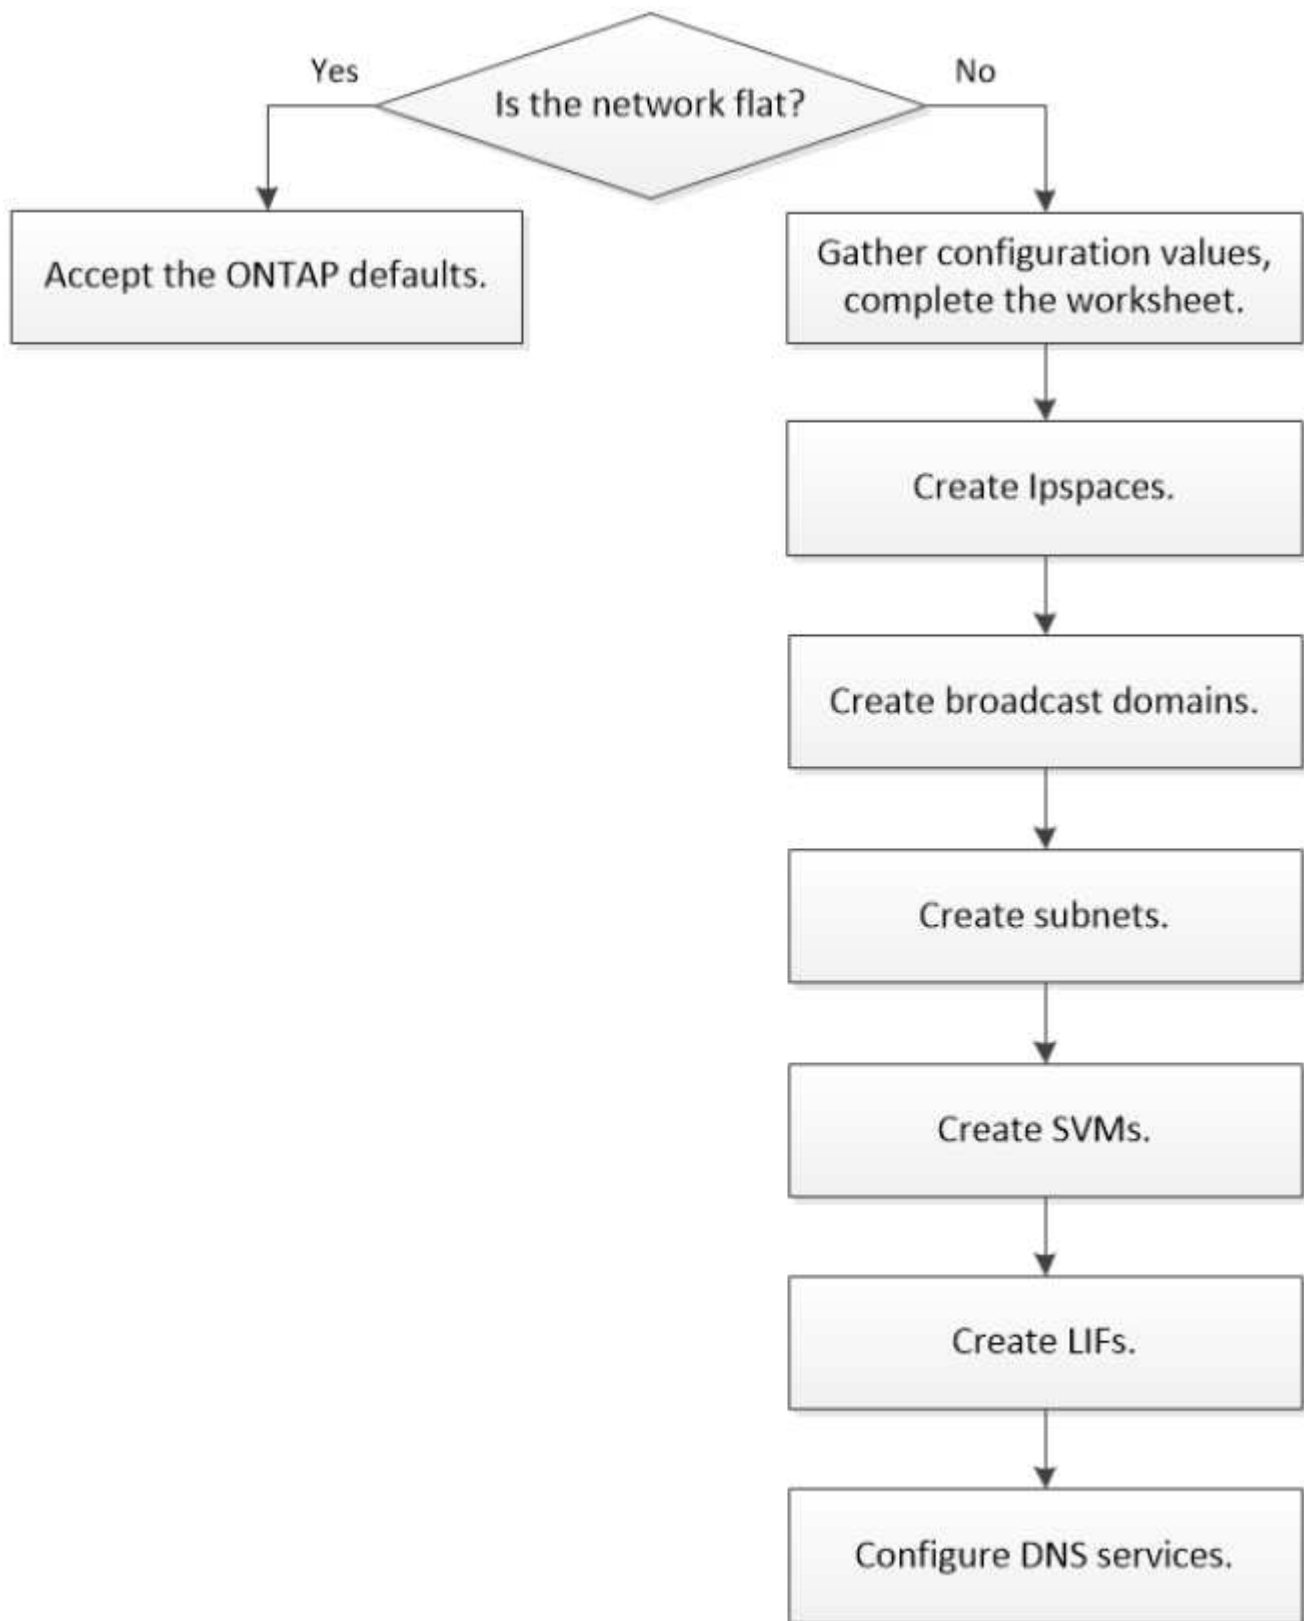 Yes
No
Is the network flat?
Accept the ONTAP defaults.
Gather configuration values,
complete the worksheet.
Create Ipspaces.
Create broadcast domains.
Create subnets.
Create SVMs.
Create LIFs.
Configure DNS services.